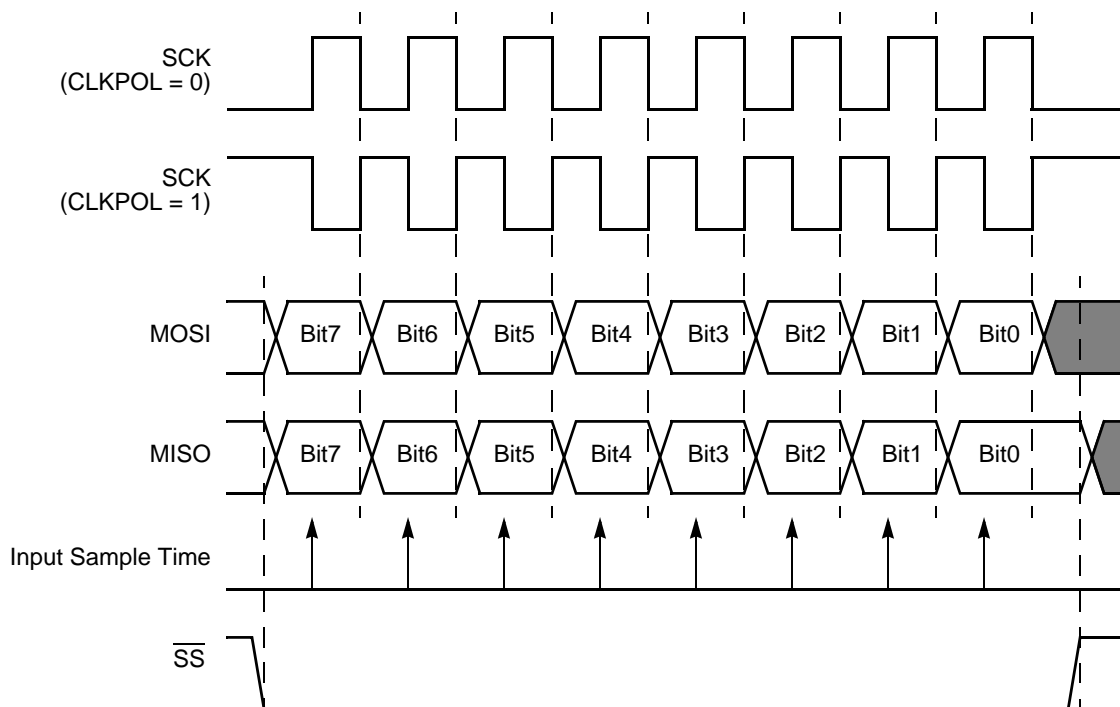 SCK
(CLKPOL = 0)
SCK
(CLKPOL = 1)
MOSI Bit7 Bit6 Bit5 Bit4 Bit3 Bit2 Bit1 Bit0
MISO Bit7 Bit6 Bit5 Bit4 Bit3 Bit2 Bit1 Bit0
Input Sample Time
S̅S̅